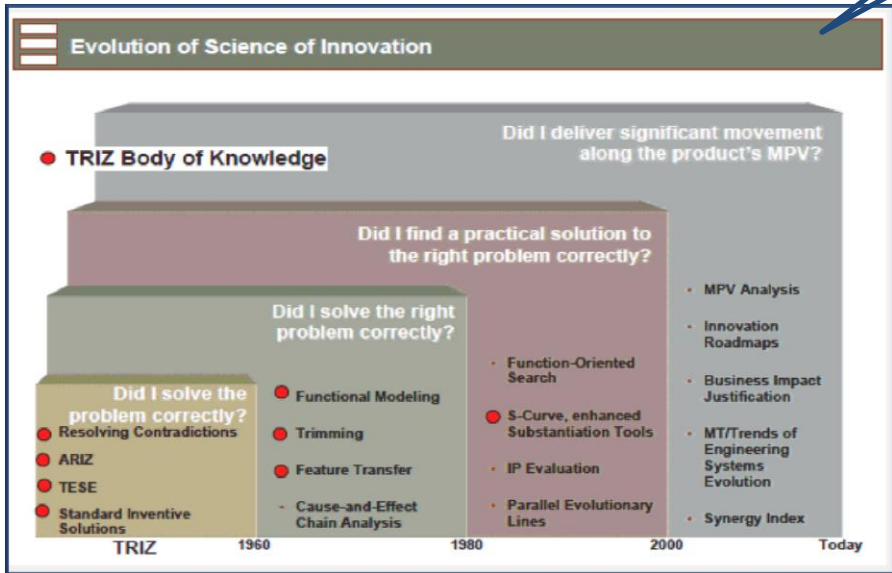 Evolution of Science of Innovation
Did I deliver significant movement
along the product's MPV?
TRIZ Body of Knowledge
Did I find a practical solution to
the right problem correctly?
Did I solve the right
problem correctly?
Did I solve the
problem correctly?
Resolving Contradictions
ARIZ
TESE
Standard Inventive
Solutions
Functional Modeling
Trimming
Feature Transfer
Cause-and-Effect
Chain Analysis
Function-Oriented
Search
S-Curve, enhanced
Substantiation Tools
IP Evaluation
Parallel Evolutionary
Lines
MPV Analysis
Innovation
Roadmaps
Business Impact
Justification
MT/Trends of
Engineering
Systems
Evolution
Synergy Index
TRIZ 1960 1980 2000 Today